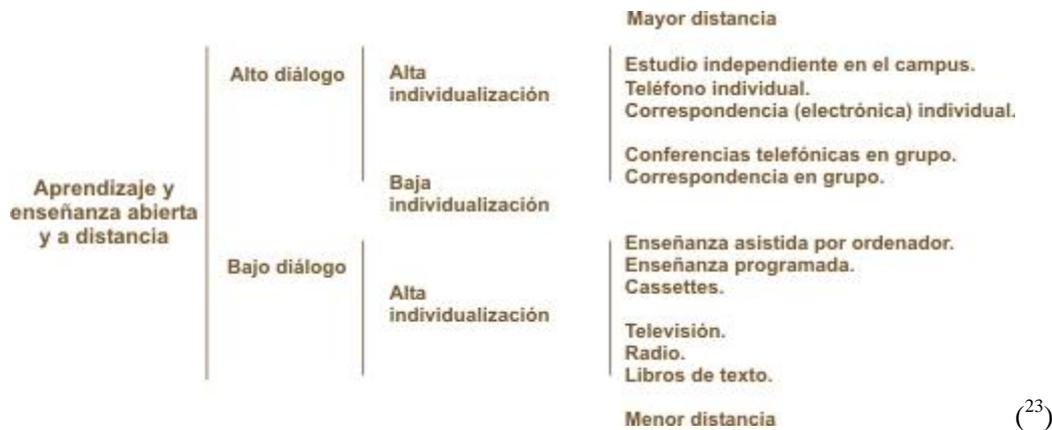 Mayor distancia
Aprendizaje y
enseñanza abierta
y a distancia
Alto diálogo
Alta
individualización
Estudio independiente en el campus.
Teléfono individual.
Correspondencia (electrónica) individual.
Baja
individualización
Conferencias telefónicas en grupo.
Correspondencia en grupo.
Bajo diálogo
Alta
individualización
Enseñanza asistida por ordenador.
Enseñanza programada.
Cassettes.
Televisión.
Radio.
Libros de texto.
Menor distancia
(23)